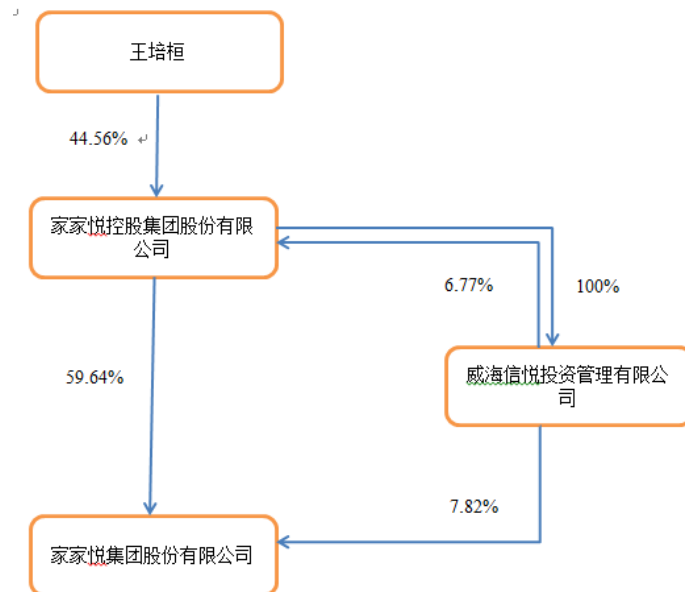 王培桓
44.56%
家家悦控股集团股份有限
公司
6.77%
100%
59.64%
威海信悦投资管理有限公
司
7.82%
家家悦集团股份有限公司